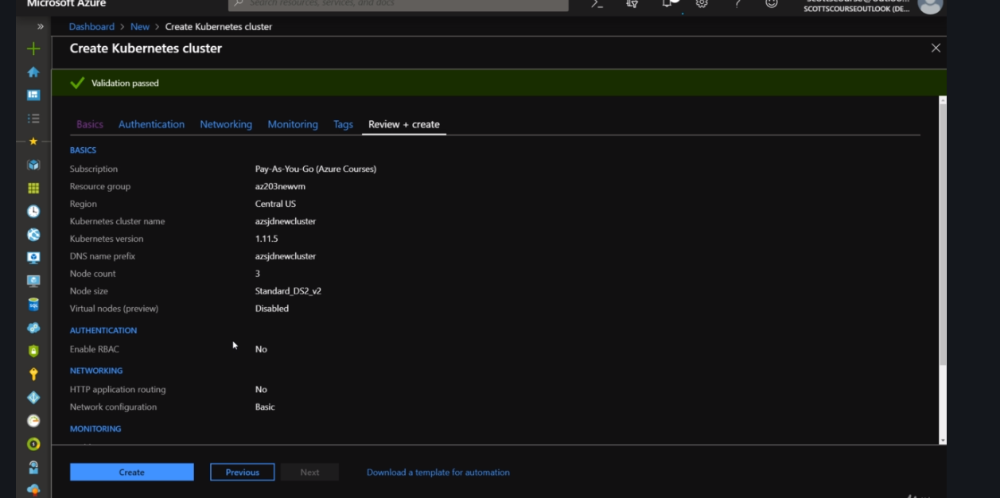 Microsoft Azure
Search resources, services, and docs
SCOTTSCOURSEOUTLOOK (DE...
Dashboard > New > Create Kubernetes cluster
Create Kubernetes cluster
Validation passed
Basics Authentication Networking Monitoring Tags Review + create
BASICS
Subscription Pay-As-You-Go (Azure Courses)
Resource group az203newvm
Region Central US
Kubernetes cluster name azsjdnewcluster
Kubernetes version 1.11.5
DNS name prefix azsjdnewcluster
Node count 3
Node size Standard_DS2_v2
Virtual nodes (preview) Disabled
AUTHENTICATION
Enable RBAC No
NETWORKING
HTTP application routing No
Network configuration Basic
MONITORING
Create Previous Next Download a template for automation